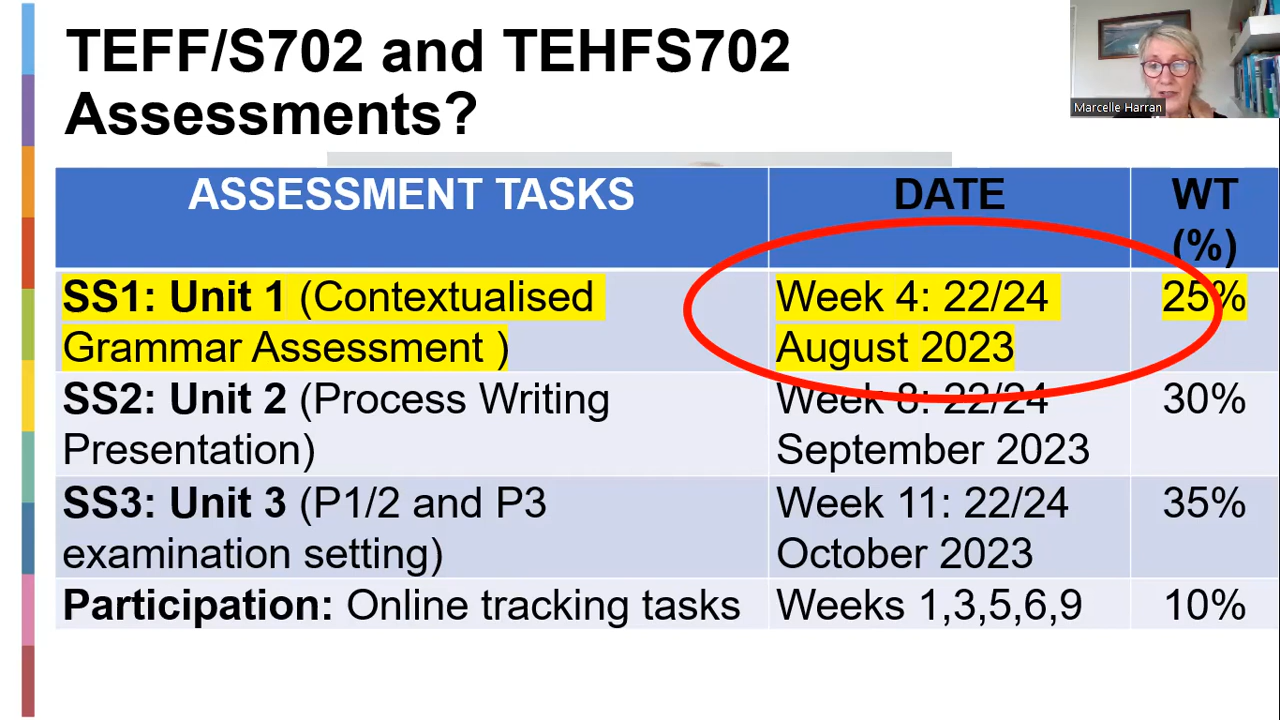 TEFF/S702 and TEHFS702
Assessments?
Marcelle Harran
ASSESSMENT TASKS DATE WT
(%)
SS1: Unit 1 (Contextualised Week 4: 22/24 25%
Grammar Assessment ) August 2023
SS2: Unit 2 (Process Writing Week 8: 22/24 30%
Presentation) September 2023
SS3: Unit 3 (P1/2 and P3 Week 11: 22/24 35%
examination setting) October 2023
Participation: Online tracking tasks Weeks 1,3,5,6,9 10%